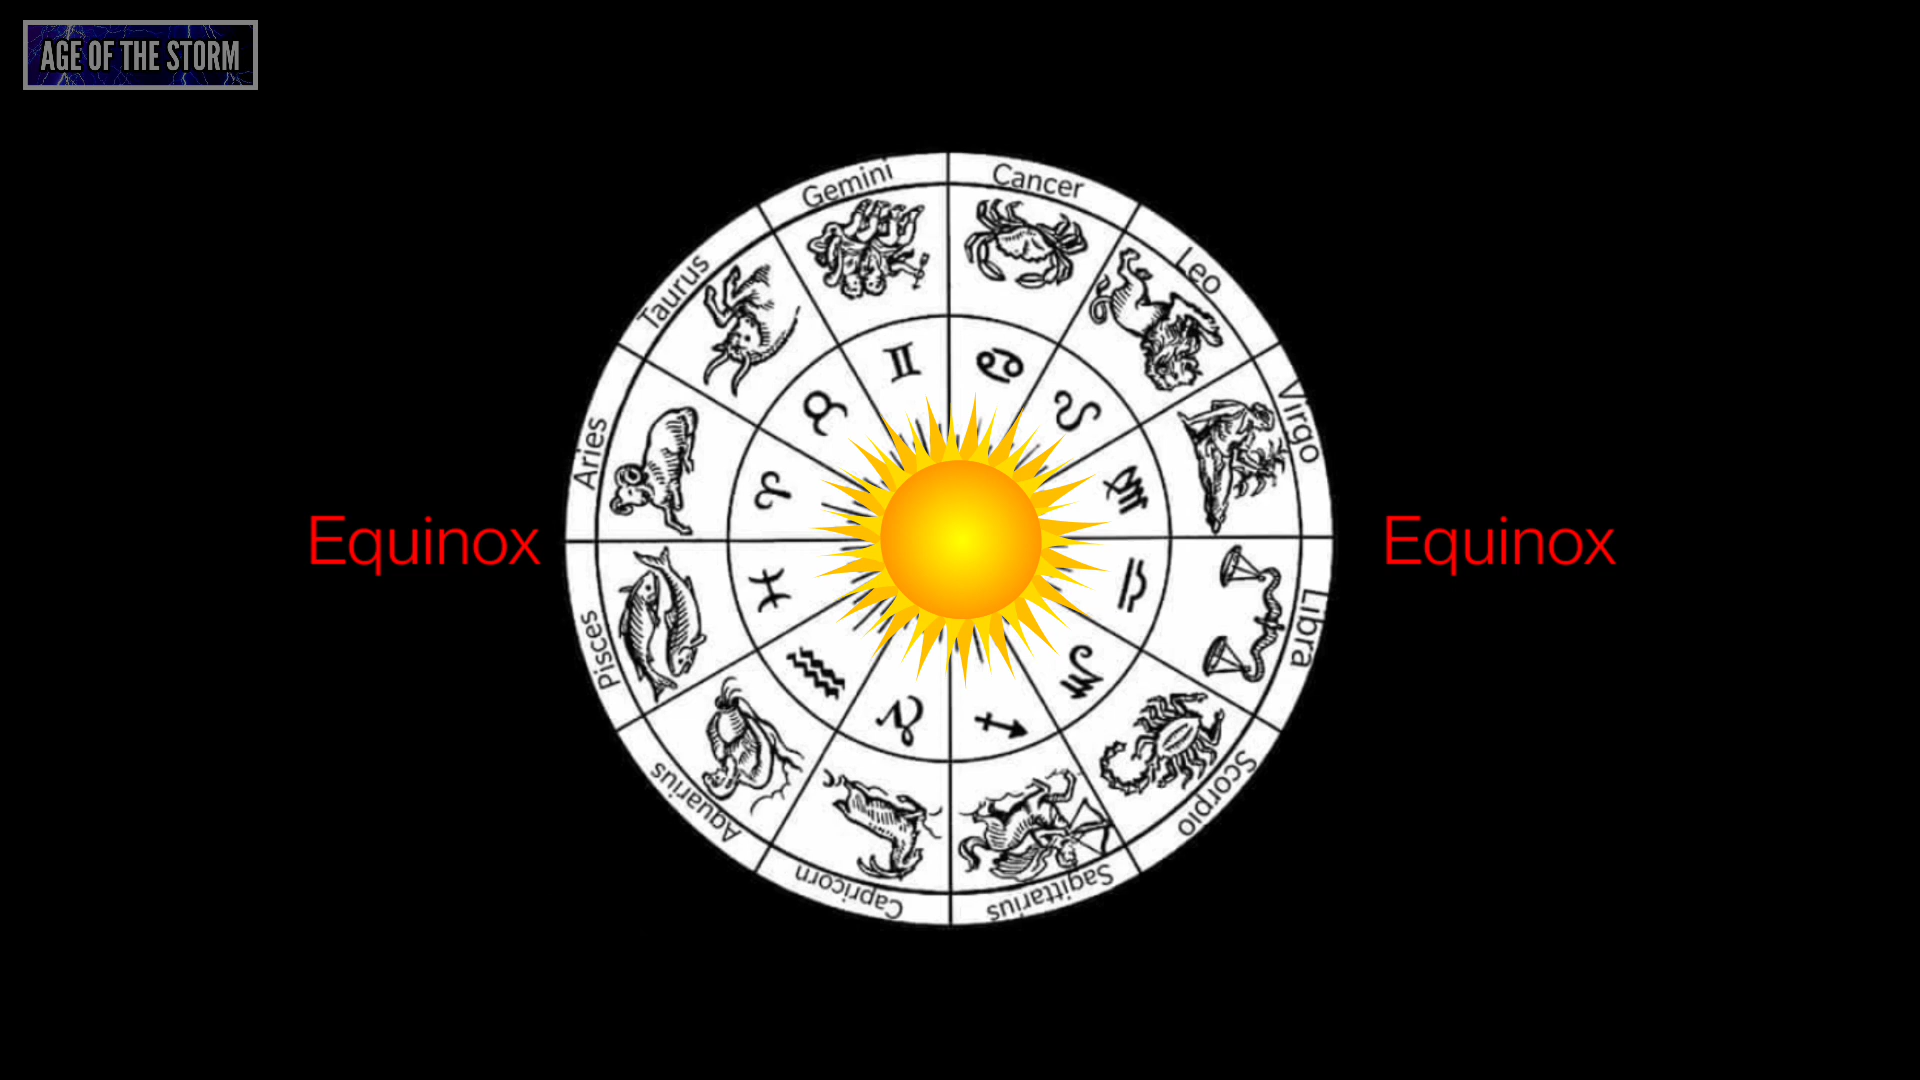 AGE OF THE STORM
Gemini
Cancer
Taurus
Leo
Aries
Virgo
Equinox
Equinox
Pisces
Libra
Aquarius
Scorpio
Capricorn
Sagittarius